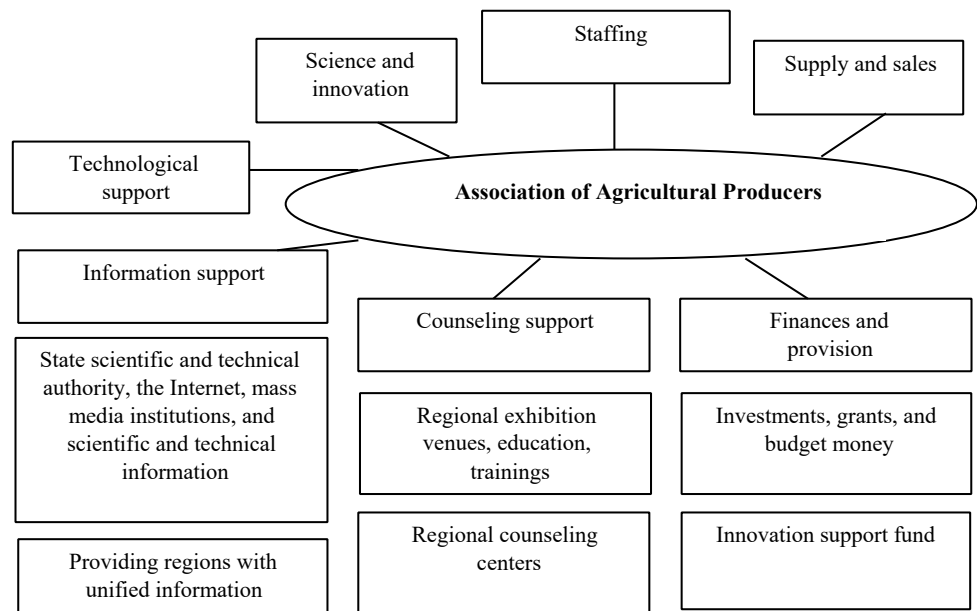 Staffing
Science and
innovation
Supply and sales
Technological
support
Association of Agricultural Producers
Information support
Counseling support
Finances and
provision
State scientific and technical
authority, the Internet, mass
media institutions, and
scientific and technical
information
Regional exhibition
venues, education,
trainings
Investments, grants, and
budget money
Providing regions with
unified information
Regional counseling
centers
Innovation support fund